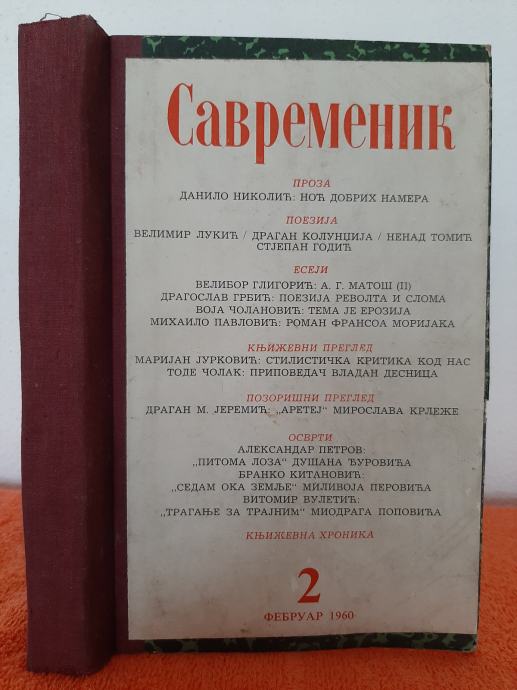 Савременик
ПРОЗА
ДАНИЛО НИКОЛИЋ: НОЋ ДОБРИХ НАМЕРА
ПОЕЗИЈА
ВЕЛИМИР ЛУКИЋ / ДРАГАН КОЛУНЏИЈА / НЕНАД ТОМИЋ
СТЈЕПАН ГОДИЋ
ЕСЕЈИ
ВЕЛИБОР ГЛИГОРИЋ: А. Г. МАТОШ (II)
ДРАГОСЛАВ ГРБИЋ: ПОЕЗИЈА РЕВОЛТА И СЛОМА
ВОЈА ЧОЛАНОВИЋ: ТЕМА ЈЕ ЕРОЗИЈА
МИХАИЛО ПАВЛОВИЋ: РОМАН ФРАНСОА МОРИЈАКА
КЊИЖЕВНИ ПРЕГЛЕД
МАРИЈАН ЈУРКОВИЋ: СТИЛИСТИЧКА КРИТИКА КОД НАС
ТОДЕ ЧОЛАК: ПРИПОВЕДАЧ ВЛАДАН ДЕСНИЦА
ПОЗОРИШНИ ПРЕГЛЕД
ДРАГАН М. ЈЕРЕМИЋ: „АРЕТЕЈ“ МИРОСЛАВА КРЛЕЖЕ
ОСВРТИ
АЛЕКСАНДАР ПЕТРОВ:
„ПИТОМА ЛОЗА“ ДУШАНА ЂУРОВИЋА
БРАНКО КИТАНОВИЋ:
„СЕДАМ ОКА ЗЕМЉЕ“ МИЛИВОЈА ПЕРОВИЋА
ВИТОМИР ВУЛЕТИЋ:
„ТРАГАЊЕ ЗА ТРАЈНИМ“ МИОДРАГА ПОПОВИЋА
КЊИЖЕВНА ХРОНИКА
2
ФЕБРУАР 1960